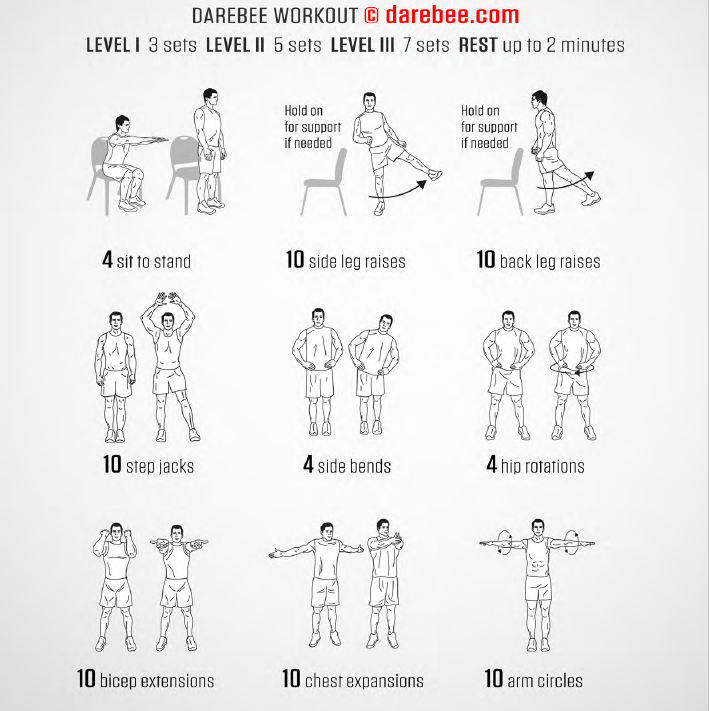 DAREBEE WORKOUT © darebee.com
LEVEL I 3 sets LEVEL II 5 sets LEVEL III 7 sets REST up to 2 minutes
Hold on
for support
if needed
Hold on
for support
if needed
4 sit to stand
10 side leg raises
10 back leg raises
10 step jacks
4 side bends
4 hip rotations
10 bicep extensions
10 chest expansions
10 arm circles